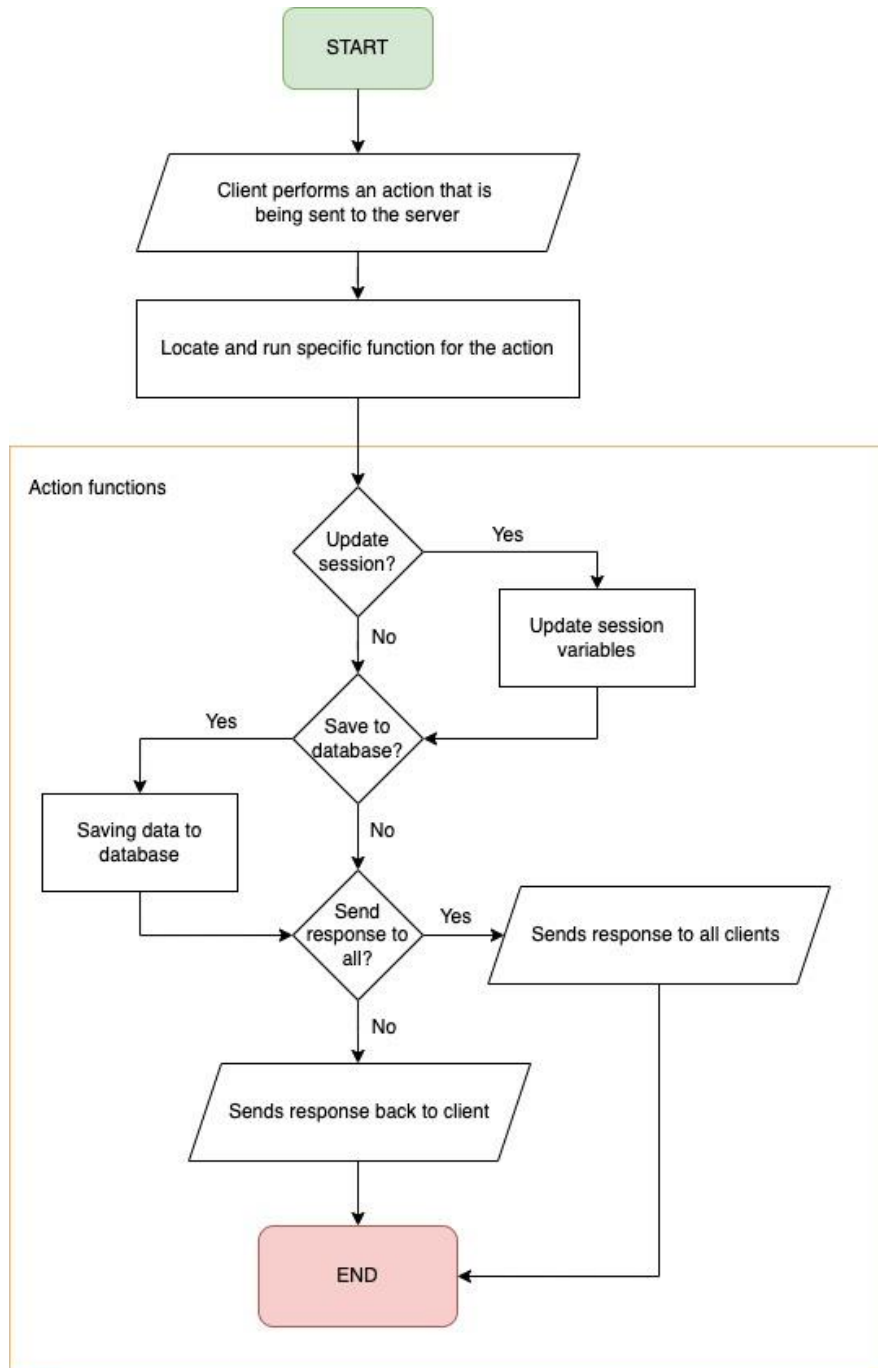 START
Client performs an action that is
being sent to the server
Locate and run specific function for the action
Action functions
Update
session?
Yes
Update session
variables
No
Yes
Save to
database?
Saving data to
database
No
Send
response to
all?
Yes
Sends response to all clients
No
Sends response back to client
END